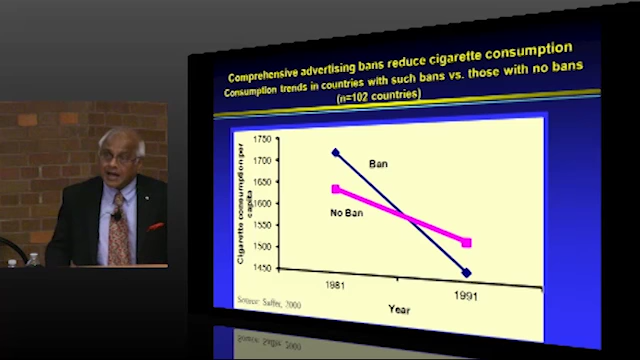 Comprehensive advertising bans reduce cigarette consumption
Consumption trends in countries with such bans vs. those with no bans
(n=102 countries)
Cigarette consumption per
capita
1750
1700
1650
1600
1550
1500
1450
Ban
No Ban
1981
1991
Year
Source: Saffer, 2000